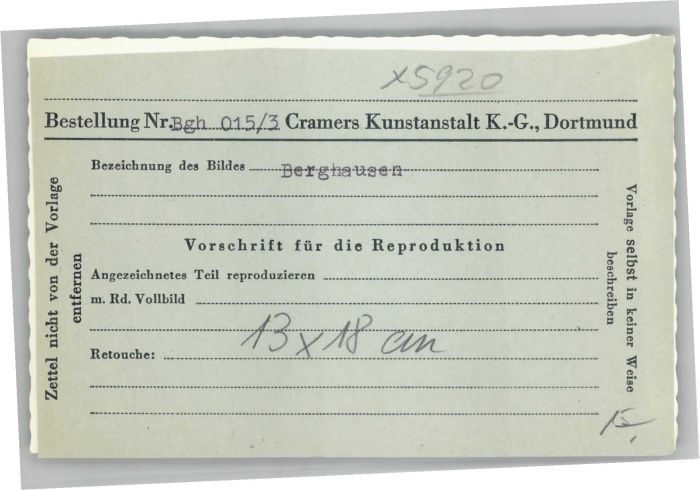 x5920
Bestellung Nr. Bgh 015/3 Cramers Kunstanstalt K.-G., Dortmund
Bezeichnung des Bildes Berghausen
Vorschrift für die Reproduktion
Angezeichnetes Teil reproduzieren
m. Rd. Vollbild
13 x 18 cm
Retouche:
Zettel nicht von der Vorlage
entfernen
Vorlage selbst in keiner Weise
beschreiben